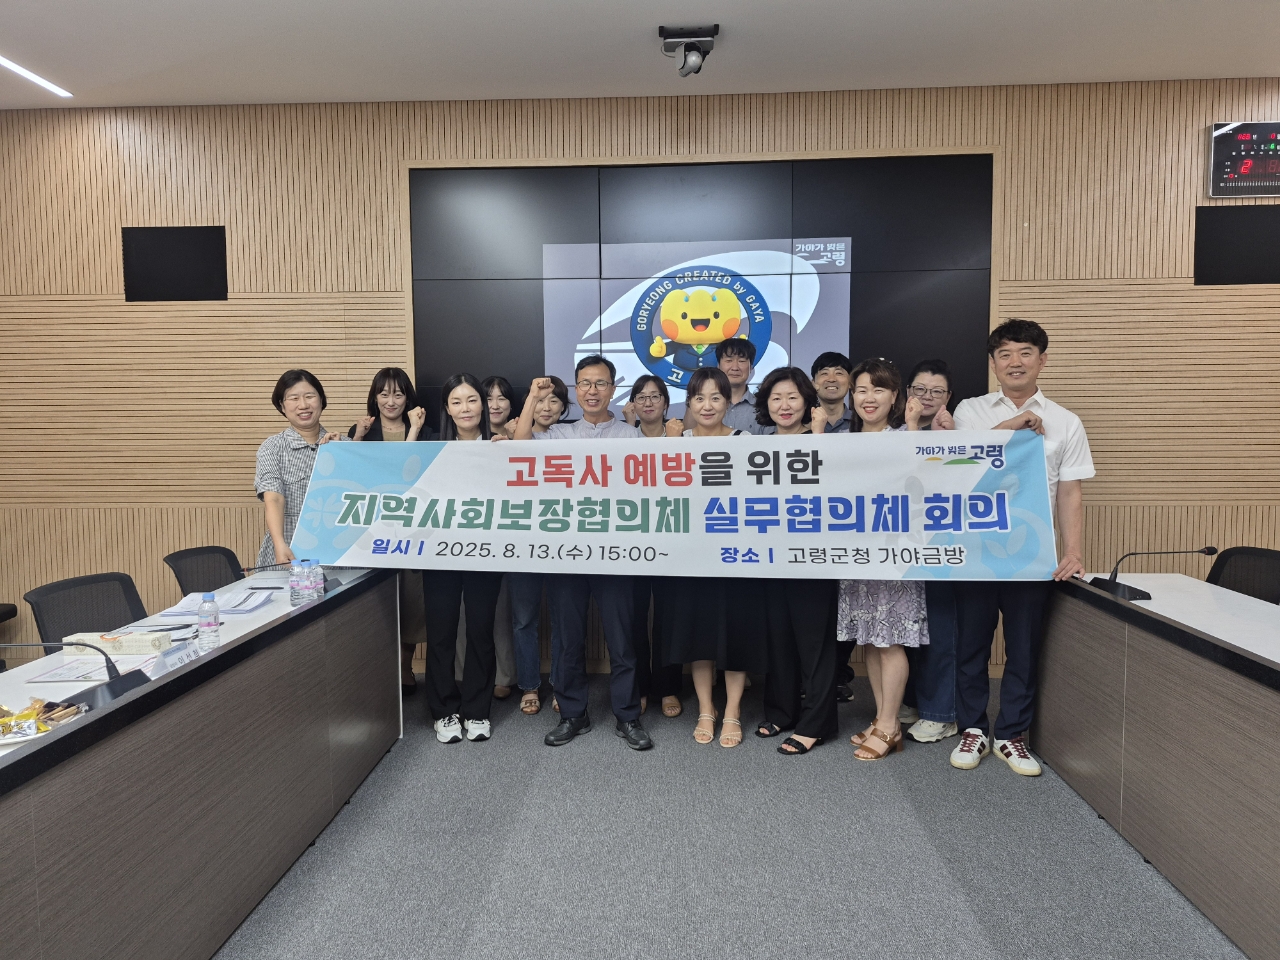 가야가 빚은
고령
GORYEONG CREATED by GAYA
고
가야가 빚은 고령
고독사 예방을 위한
지역사회보장협의체 실무협의체 회의
일시 | 2025. 8. 13.(수) 15:00~
장소 | 고령군청 가야금방